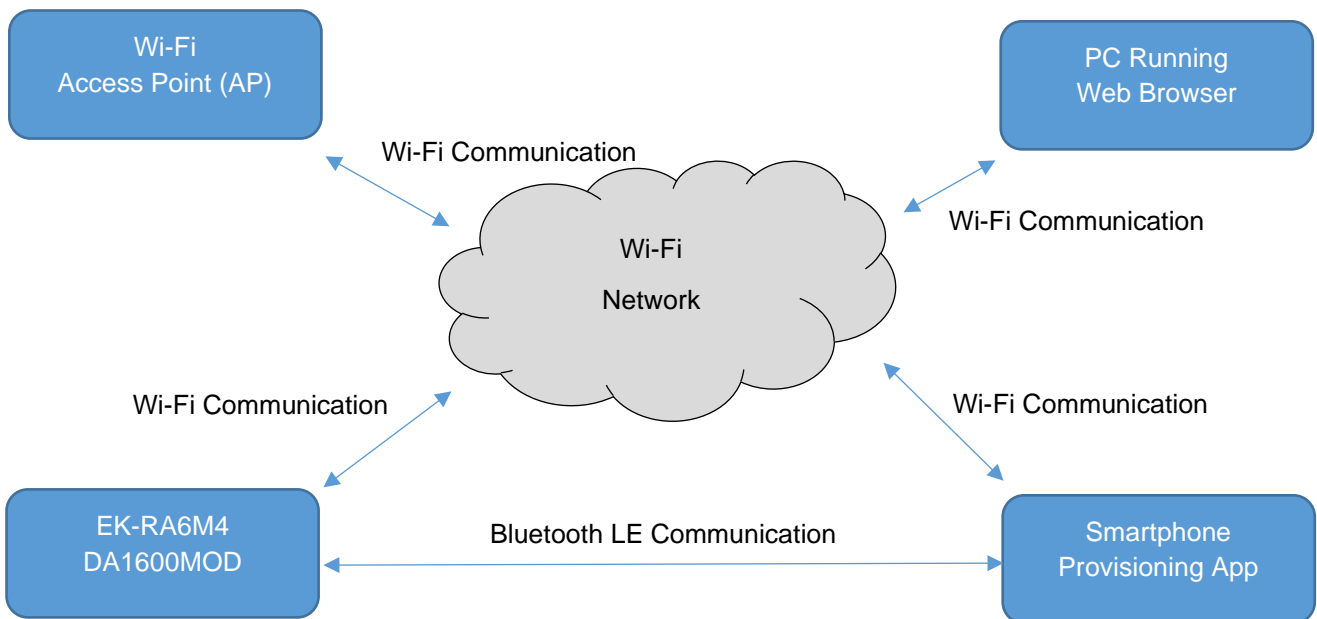 Wi-Fi
Access Point (AP)
PC Running
Web Browser
Wi-Fi Communication
Wi-Fi Communication
Wi-Fi
Network
Wi-Fi Communication
Wi-Fi Communication
EK-RA6M4
DA1600MOD
Bluetooth LE Communication
Smartphone
Provisioning App